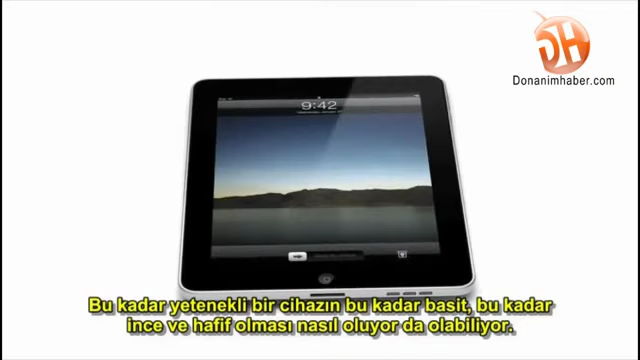 DH
Donanimhaber.com
9:42
Bu kadar yetenekli bir cihazın bu kadar basit, bu kadar
ince ve hafif olması nasıl oluyor da olabiliyor.